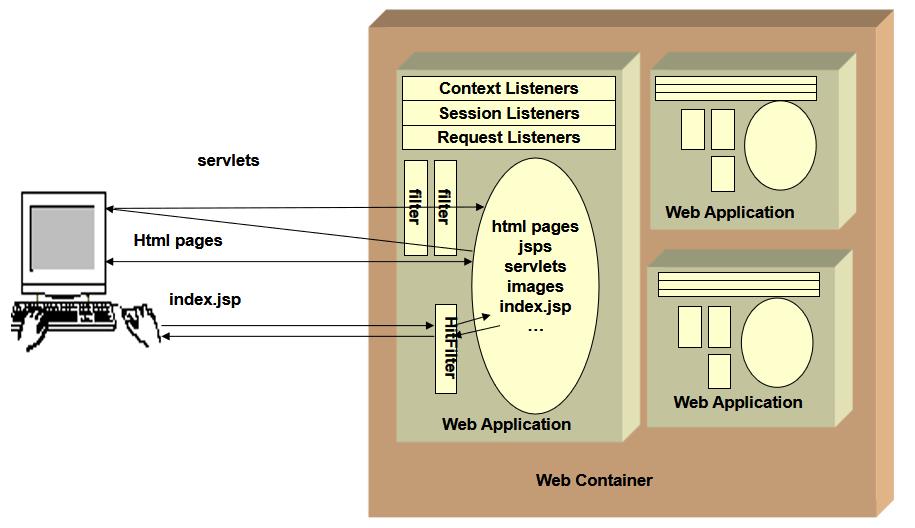 Context Listeners
Session Listeners
Request Listeners
servlets
filter
filter
Html pages
html pages
jsps
servlets
images
index.jsp
...
index.jsp
HitFilter
Web Application
Web Application
Web Application
Web Container